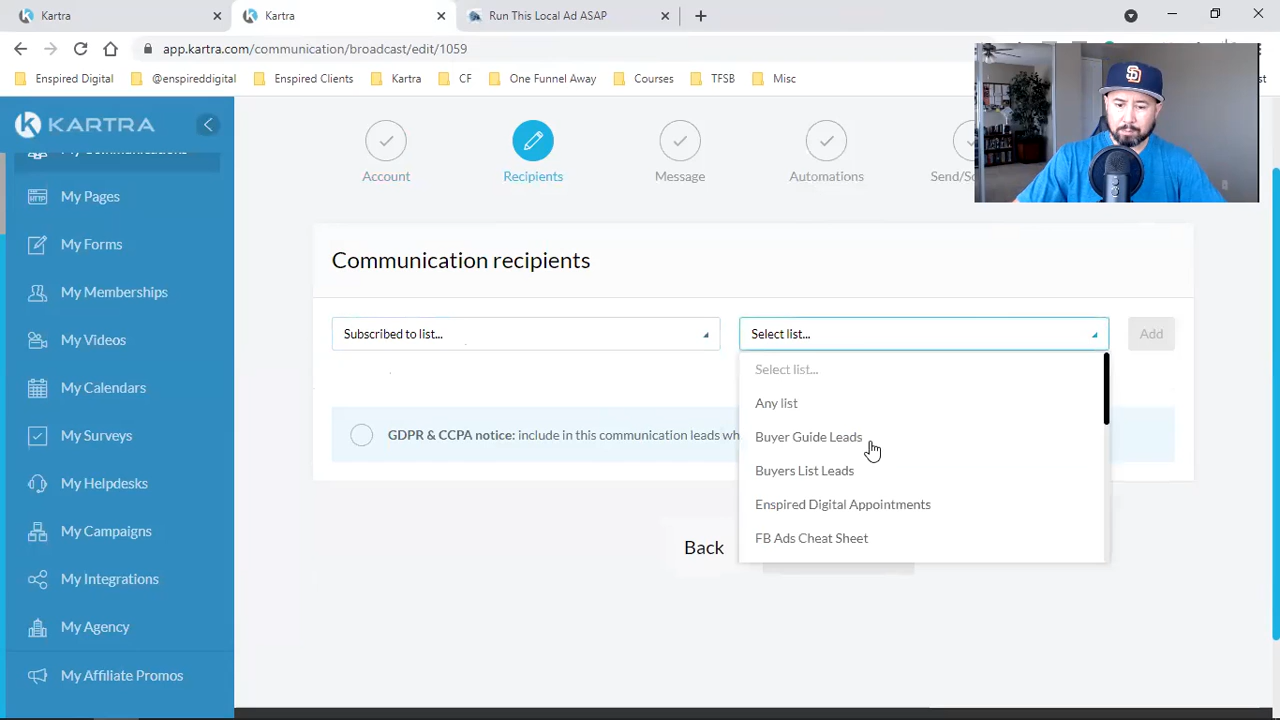 Kartra
Kartra
Run This Local Ad ASAP
app.kartra.com/communication/broadcast/edit/1059
Enspired Digital
@enspireddigital
Enspired Clients
Kartra
CF
One Funnel Away
Courses
TFSB
Misc
KARTRA
My Communications
My Pages
My Forms
My Memberships
My Videos
My Calendars
My Surveys
My Helpdesks
My Campaigns
My Integrations
My Agency
My Affiliate Promos
Account
Recipients
Message
Automations
Communication recipients
Subscribed to list...
Select list...
Add
Select list...
Any list
Buyer Guide Leads
Buyers List Leads
Enspired Digital Appointments
FB Ads Cheat Sheet
GDPR & CCPA notice: include in this communication leads wh
Back